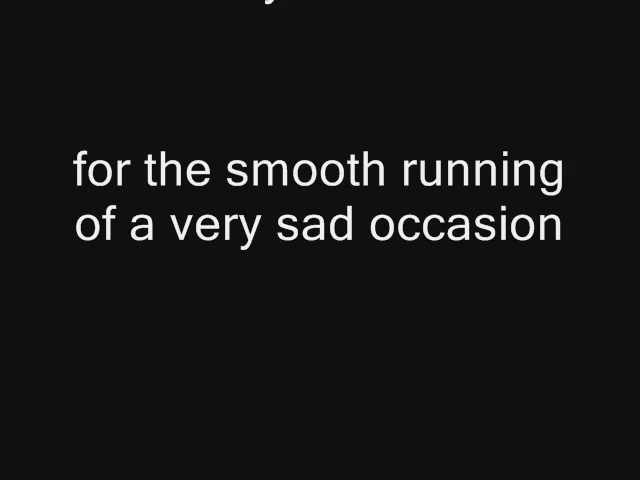 for the smooth running
of a very sad occasion